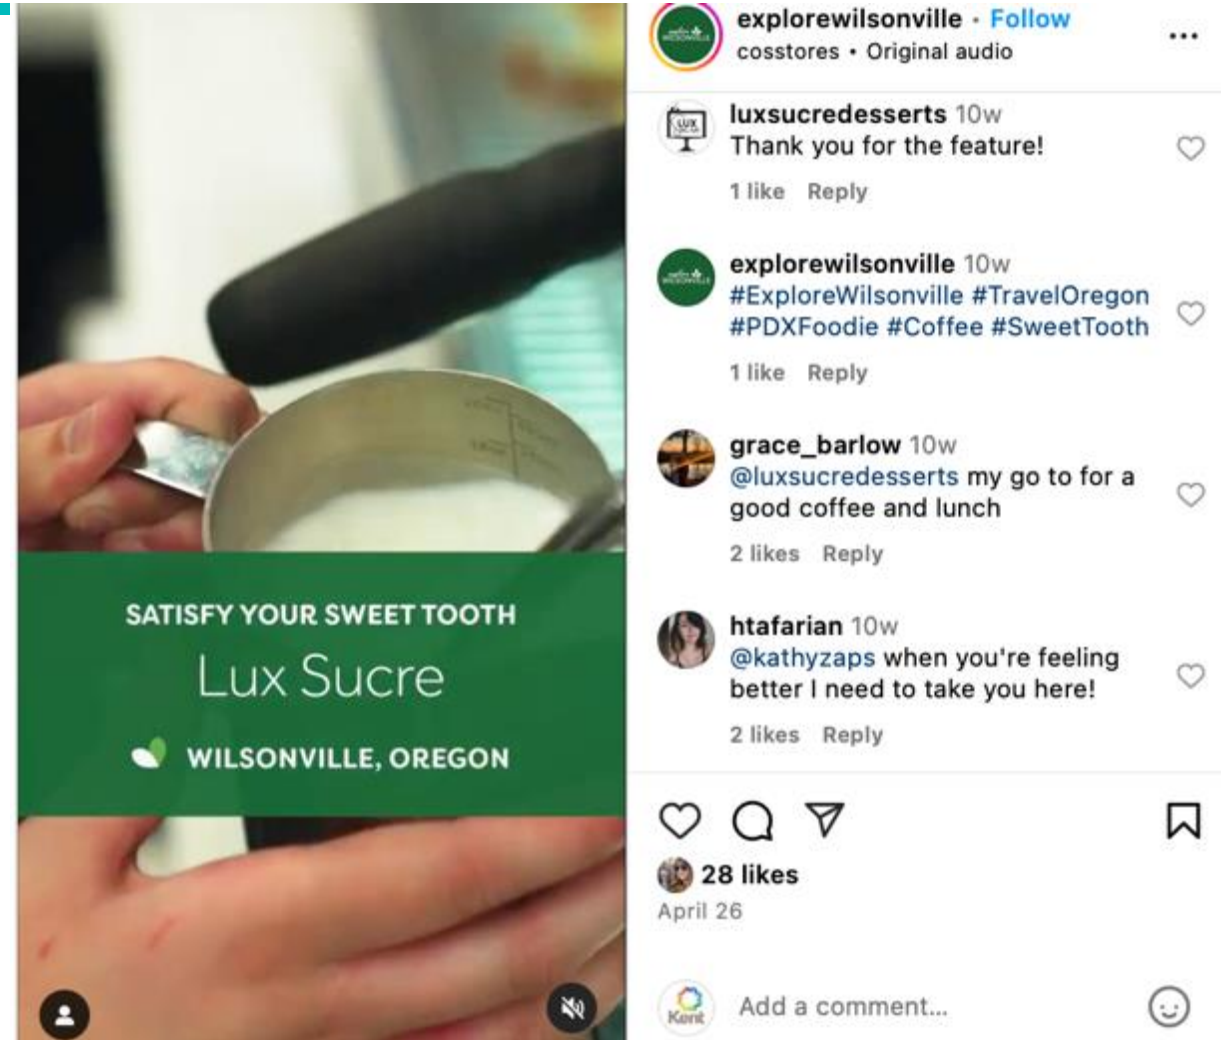 SATISFY YOUR SWEET TOOTH
Lux Sucre
WILSONVILLE, OREGON
explorewilsonville • Follow
cosstores • Original audio
LUX
luxsucredesserts 10w
Thank you for the feature!
1 like Reply
explorewilsonville 10w
#ExploreWilsonville #TravelOregon
#PDXFoodie #Coffee #SweetTooth
1 like Reply
grace_barlow 10w
@luxsucredesserts my go to for a
good coffee and lunch
2 likes Reply
htafarian 10w
@kathyzaps when you're feeling
better I need to take you here!
2 likes Reply
28 likes
April 26
Kent
Add a comment...